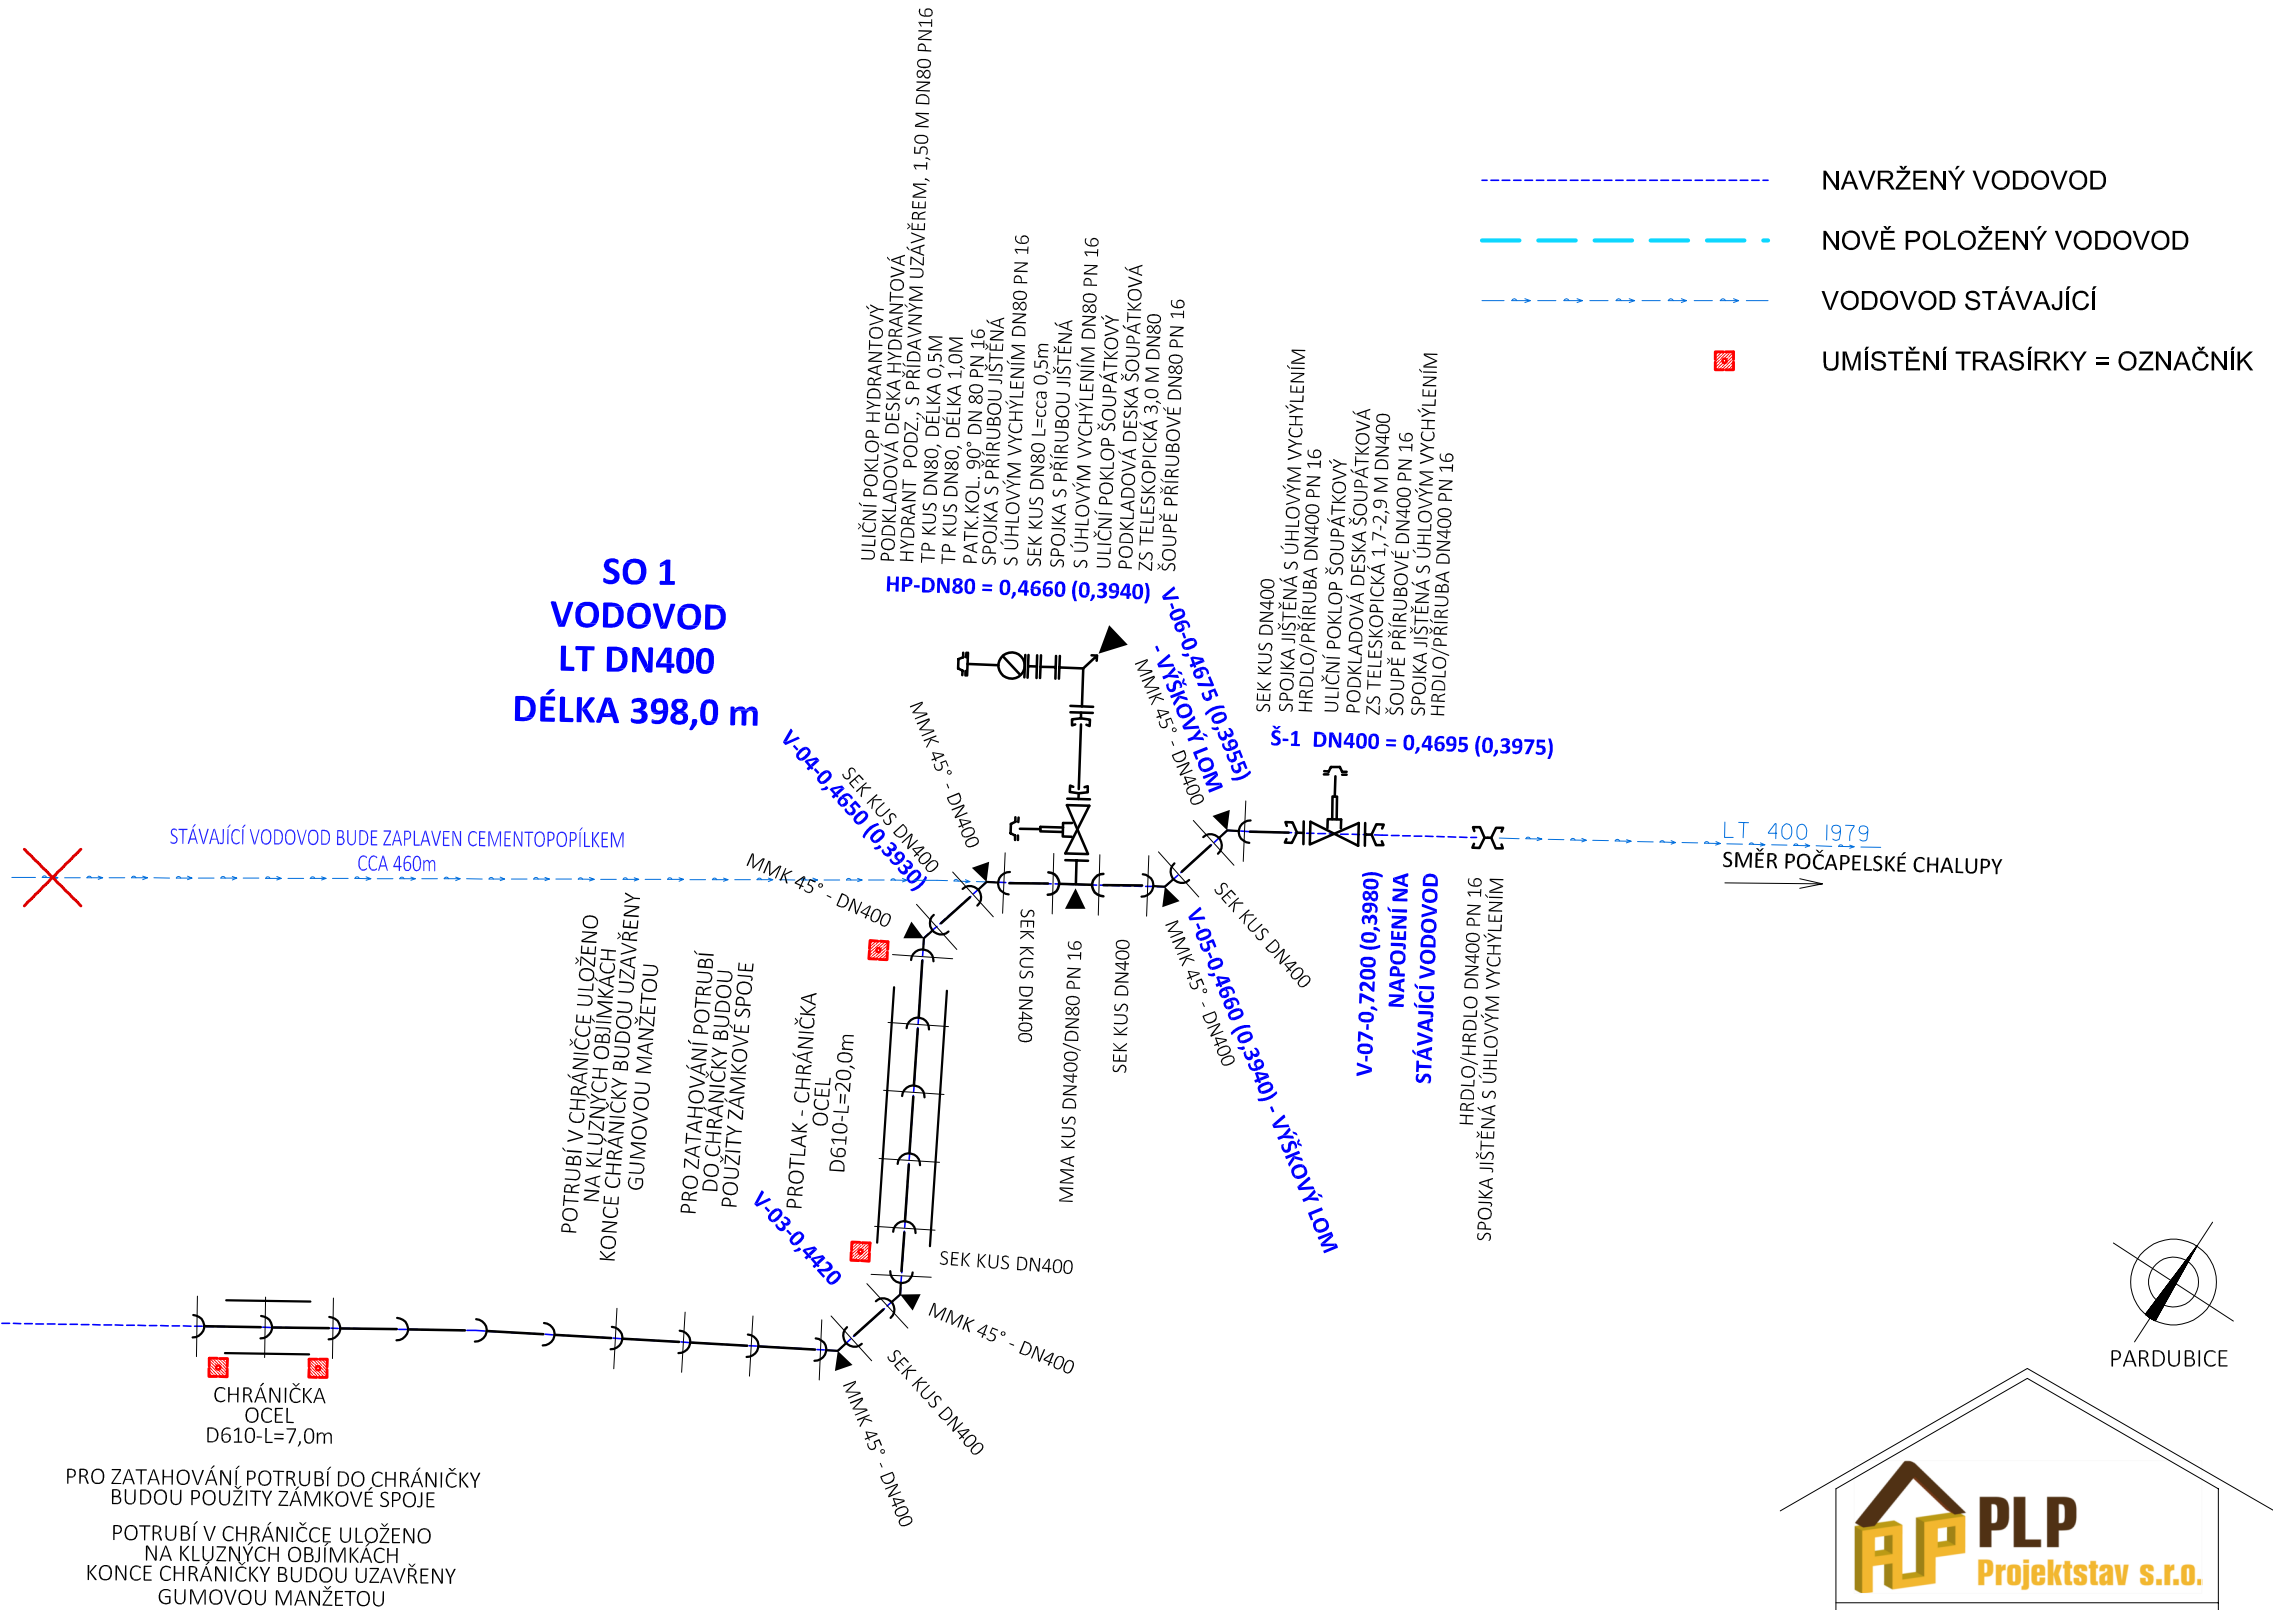 NAVRŽENÝ VODOVOD
NOVĚ POLOŽENÝ VODOVOD
VODOVOD STÁVAJÍCÍ
UMÍSTĚNÍ TRASÍRKY = OZNAČNÍK
ULIČNÍ POKLOP HYDRANTOVÝ
PODKLADOVÁ DESKA HYDRANTOVÁ
HYDRANT PODZ., S PŘÍDAVNÝM UZÁVĚREM, 1,50 M DN80 PN16
TP KUS DN80, DÉLKA 0,5M
TP KUS DN80, DÉLKA 1,0M
PATK.KOL. 90° DN 80 PN 16
SPOJKA S PŘÍRUBOU JIŠTĚNÁ
S ÚHLOVÝM VYCHÝLENÍM DN80 PN 16
SEK KUS DN80 L=cca 0,5m
SPOJKA S PŘÍRUBOU JIŠTĚNÁ
S ÚHLOVÝM VYCHÝLENÍM DN80 PN 16
ULIČNÍ POKLOP ŠOUPÁTKOVÝ
PODKLADOVÁ DESKA ŠOUPÁTKOVÁ
ZS TELESKOPICKÁ 3,0 M DN80
ŠOUPĚ PŘÍRUBOVÉ DN80 PN 16
HP-DN80 = 0,4660 (0,3940)
SEK KUS DN400
SPOJKA JIŠTĚNÁ S ÚHLOVÝM VYCHÝLENÍM
HRDLO/PŘÍRUBA DN400 PN 16
ULIČNÍ POKLOP ŠOUPÁTKOVÝ
PODKLADOVÁ DESKA ŠOUPÁTKOVÁ
ZS TELESKOPICKÁ 1,7-2,9 M DN400
ŠOUPĚ PŘÍRUBOVÉ DN400 PN 16
SPOJKA JIŠTĚNÁ S ÚHLOVÝM VYCHÝLENÍM
HRDLO/PŘÍRUBA DN400 PN 16
Š-1 DN400 = 0,4695 (0,3975)
SO 1
VODOVOD
LT DN400
DÉLKA 398,0 m
V-06-0,4675 (0,3955)
- VÝŠKOVÝ LOM
MMK 45° - DN400
MMK 45° - DN400
SEK KUS DN400
V-04-0,4650 (0,3930)
MMK 45° - DN400
STÁVAJÍCÍ VODOVOD BUDE ZAPLAVEN CEMENTOPOPÍLKEM
CCA 460m
LT 400 1979
SMĚR POČAPELSKÉ CHALUPY
POTRUBÍ V CHRÁNIČCE ULOŽENO
NA KLUZNÝCH OBJÍMKÁCH
KONCE CHRÁNIČKY BUDOU UZAVŘENY
GUMOVOU MANŽETOU
PRO ZATAHOVÁNÍ POTRUBÍ
DO CHRÁNIČKY BUDOU
POUŽITY ZÁMKOVÉ SPOJE
PROTLAK - CHRÁNIČKA
OCEL
D610-L=20,0m
SEK KUS DN400
MMA KUS DN400/DN80 PN 16
SEK KUS DN400
MMK 45° - DN400
V-05-0,4660 (0,3940) - VÝŠKOVÝ LOM
SEK KUS DN400
V-07-0,7200 (0,3980)
NAPOJENÍ NA
STÁVAJÍCÍ VODOVOD
HRDLO/HRDLO DN400 PN 16
SPOJKA JIŠTĚNÁ S ÚHLOVÝM VYCHÝLENÍM
V-03-0,4420
SEK KUS DN400
MMK 45° - DN400
SEK KUS DN400
MMK 45° - DN400
CHRÁNIČKA
OCEL
D610-L=7,0m
PRO ZATAHOVÁNÍ POTRUBÍ DO CHRÁNIČKY
BUDOU POUŽITY ZÁMKOVÉ SPOJE
POTRUBÍ V CHRÁNIČCE ULOŽENO
NA KLUZNÝCH OBJÍMKÁCH
KONCE CHRÁNIČKY BUDOU UZAVŘENY
GUMOVOU MANŽETOU
PARDUBICE
PLP
Projektstav s.r.o.